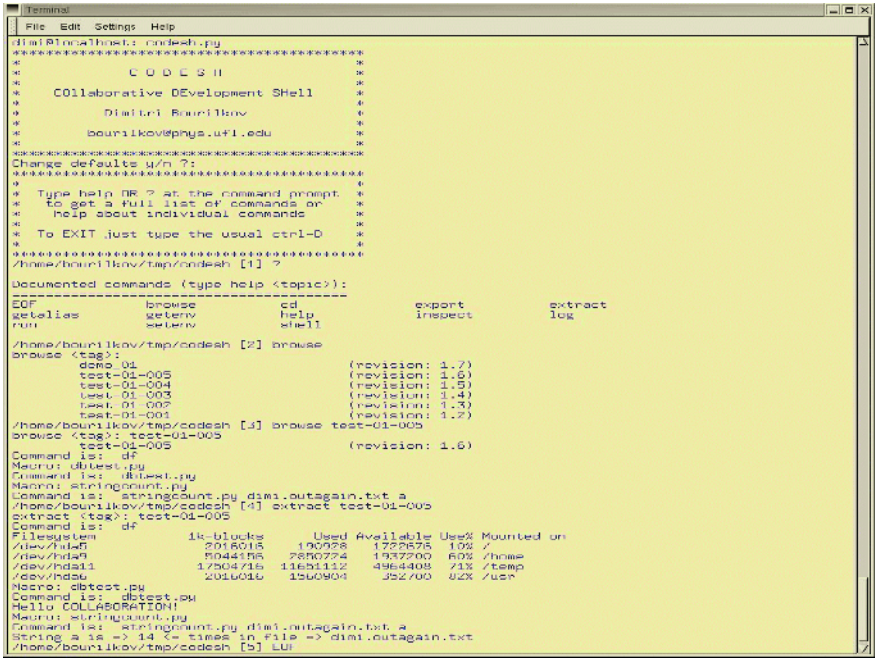 Terminal
File Edit Settings Help
dimi@localhost: codesh.py
*******************************************
* *
* C O D E S H *
* *
* COllaborative DEvelopment SHell *
* *
* Dimitri Bourilkov *
* *
* bourilkov@phys.ufl.edu *
* *
*******************************************
Change defaults y/n ?:
*******************************************
* *
* Type help OR ? at the command prompt *
* to get a full list of commands or *
* help about individual commands *
* *
* To EXIT just type the usual ctrl-D *
* *
*******************************************
/home/bourilkov/tmp/codesh [1] ?
Documented commands (type help <topic>):
========================================
EOF browse cd export extract
getalias getenv help inspect log
run setenv shell
/home/bourilkov/tmp/codesh [2] browse
browse <tag>:
demo_01 (revision: 1.7)
test-01-005 (revision: 1.6)
test-01-004 (revision: 1.5)
test-01-003 (revision: 1.4)
test-01-002 (revision: 1.3)
test-01-001 (revision: 1.2)
/home/bourilkov/tmp/codesh [3] browse test-01-005
browse <tag>: test-01-005
test-01-005 (revision: 1.6)
Command is: df
Macro: dbtest.py
Command is: dbtest.py
Macro: stringcount.py
Command is: stringcount.py dimi.outagain.txt a
/home/bourilkov/tmp/codesh [4] extract test-01-005
extract <tag>: test-01-005
Command is: df
Filesystem 1k-blocks Used Available Use% Mounted on
/dev/hda5 2016016 190928 1722676 10% /
/dev/hda9 5044156 2850724 1937200 60% /home
/dev/hda11 17504716 11651112 4964408 71% /temp
/dev/hda6 2016016 1560904 352700 82% /usr
Macro: dbtest.py
Command is: dbtest.py
Hello COLLABORATION!
Macro: stringcount.py
Command is: stringcount.py dimi.outagain.txt a
String a is -> 14 <- times in file -> dimi.outagain.txt
/home/bourilkov/tmp/codesh [5] EOF